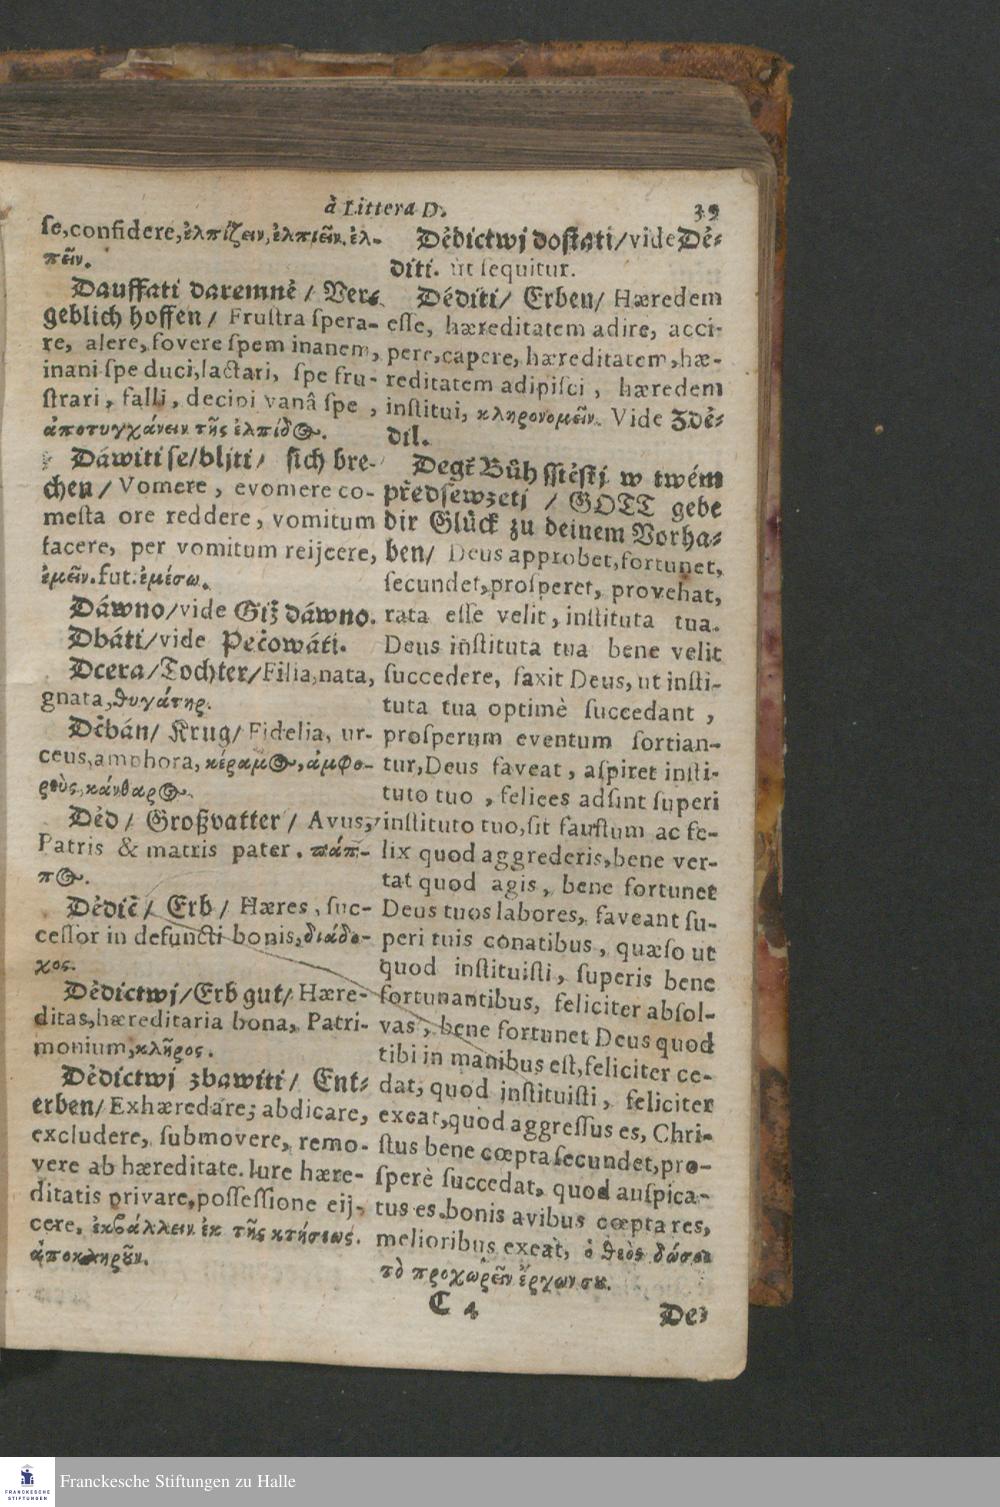 à Littera D. 39
ſe, confidere, ἐλπίζειν, ἐλπιεῖν. ἐλ-
πεῖν.
Dauffati daremně / Ver-
geblich hoffen / Fruſtra ſpera-
re, alere, fovere ſpem inanem,
inani ſpe duci, lactari, ſpe fru-
ſtrari, falli, decipi vanâ ſpe,
ἀποτυγχάνειν τῆς ἐλπίδος.
Dáwiti ſe/bljti/ ſich bre-
chen / Vomere, evomere co-
meſta ore reddere, vomitum
facere, per vomitum reijcere,
ἐμεῖν. fut. ἐμέσω.
Dáwno/vide Giž dáwno.
Dbáti/vide Pečowáti.
Dcera/Tochter/Filia, nata,
gnata, θυγάτηρ.
Děbán/ Krug/ Fidelia, ur-
ceus, amphora, κέραμος, ἀμφο-
ρεὺς, κάνθαρος.
Děd / Großvatter / Avus,
Patris & matris pater. πάπ-
πος.
Dědič / Erb / Hæres, ſuc-
ceſſor in defuncti bonis, διάδο-
χος.
Dědictwj/Erbgut/ Hære-
ditas, hæreditaria bona, Patri-
monium, κλῆρος.
Dědictwj zbawiti/ Ent-
erben/ Exhæredare, abdicare,
excludere, ſubmovere, remo-
vere ab hæreditate. Iure hære-
ditatis privare, poſſeſſione eij-
cere, ἐκβάλλειν ἐκ τῆς κτήσεως.
ἀποκληροῦν.
Dědictwj doſtati/vide Dě-
diti. ut ſequitur.
Děditi/ Erben/ Hæredem
eſſe, hæreditatem adire, acci-
pere, capere, hæreditatem, hæ-
reditatem adipiſci, hæredem
inſtitui, κληρονομεῖν. Vide Zdě-
dil.
Degž Bůh ſſtěſtj w twém
předſewzetj / GOTT gebe
dir Glück zu deinem Vorha-
ben/ Deus approbet, fortunet,
ſecundet, proſperet, provehat,
rata eſſe velit, inſtituta tua.
Deus inſtituta tua bene velit
ſuccedere, faxit Deus, ut inſti-
tuta tua optimè ſuccedant,
proſperum eventum ſortian-
tur, Deus faveat, aſpiret inſti-
tuto tuo, felices adſint ſuperi
inſtituto tuo, ſit fauſtum ac fe-
lix quod aggrederis, bene ver-
tat quod agis, bene fortunet
Deus tuos labores, faveant ſu-
peri tuis conatibus, quæſo ut
quod inſtituiſti, ſuperis bene
fortunantibus, feliciter abſol-
vas, bene fortunet Deus quod
tibi in manibus eſt, feliciter ce-
dat, quod inſtituiſti, feliciter
exeat, quod aggreſſus es, Chri-
ſtus bene cœpta ſecundet, pro-
ſperè ſuccedat, quod auſpica-
tus es. bonis avibus cœpta res,
melioribus exeat, ὁ θεὸς δώσει
τὸ προχωρεῖν ἔργων σου.
C 4 De-
Franckesche Stiftungen zu Halle
FRANCKESCHE
STIFTUNGEN